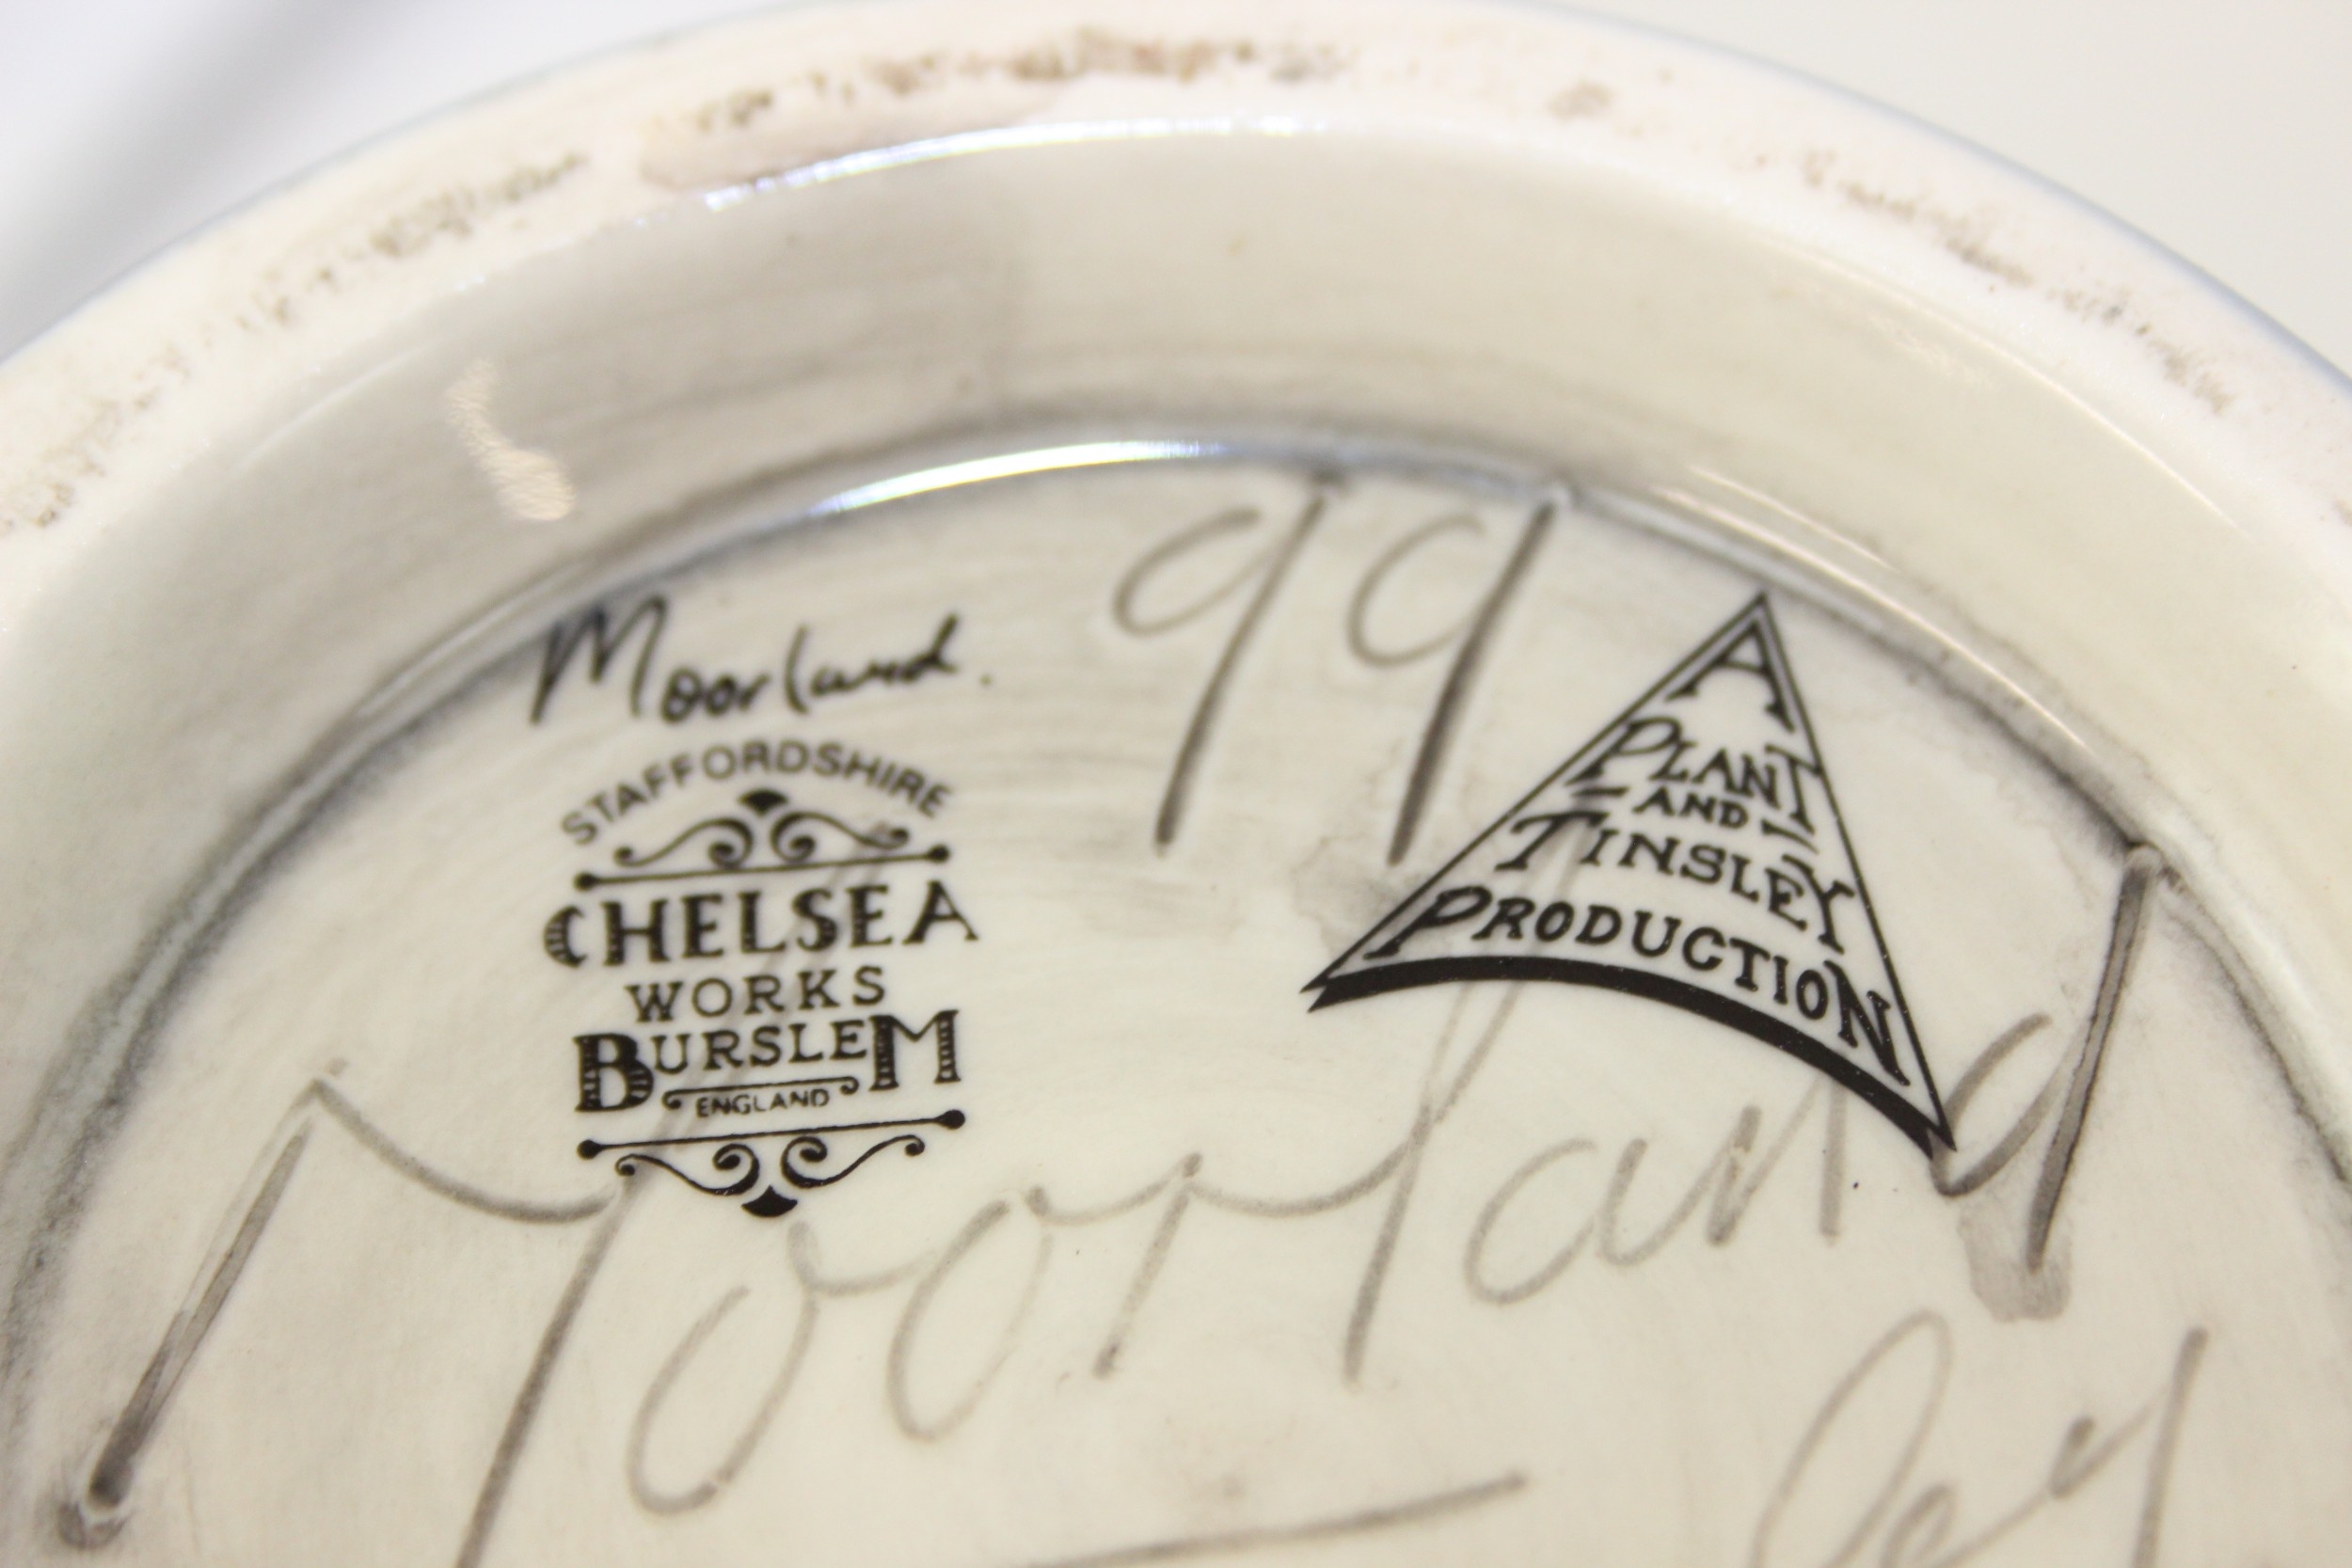 99
Moorland.
STAFFORDSHIRE
CHELSEA
WORKS
BURSLEM
ENGLAND
A
PLANT
AND
TINSLEY
PRODUCTION
Moorland